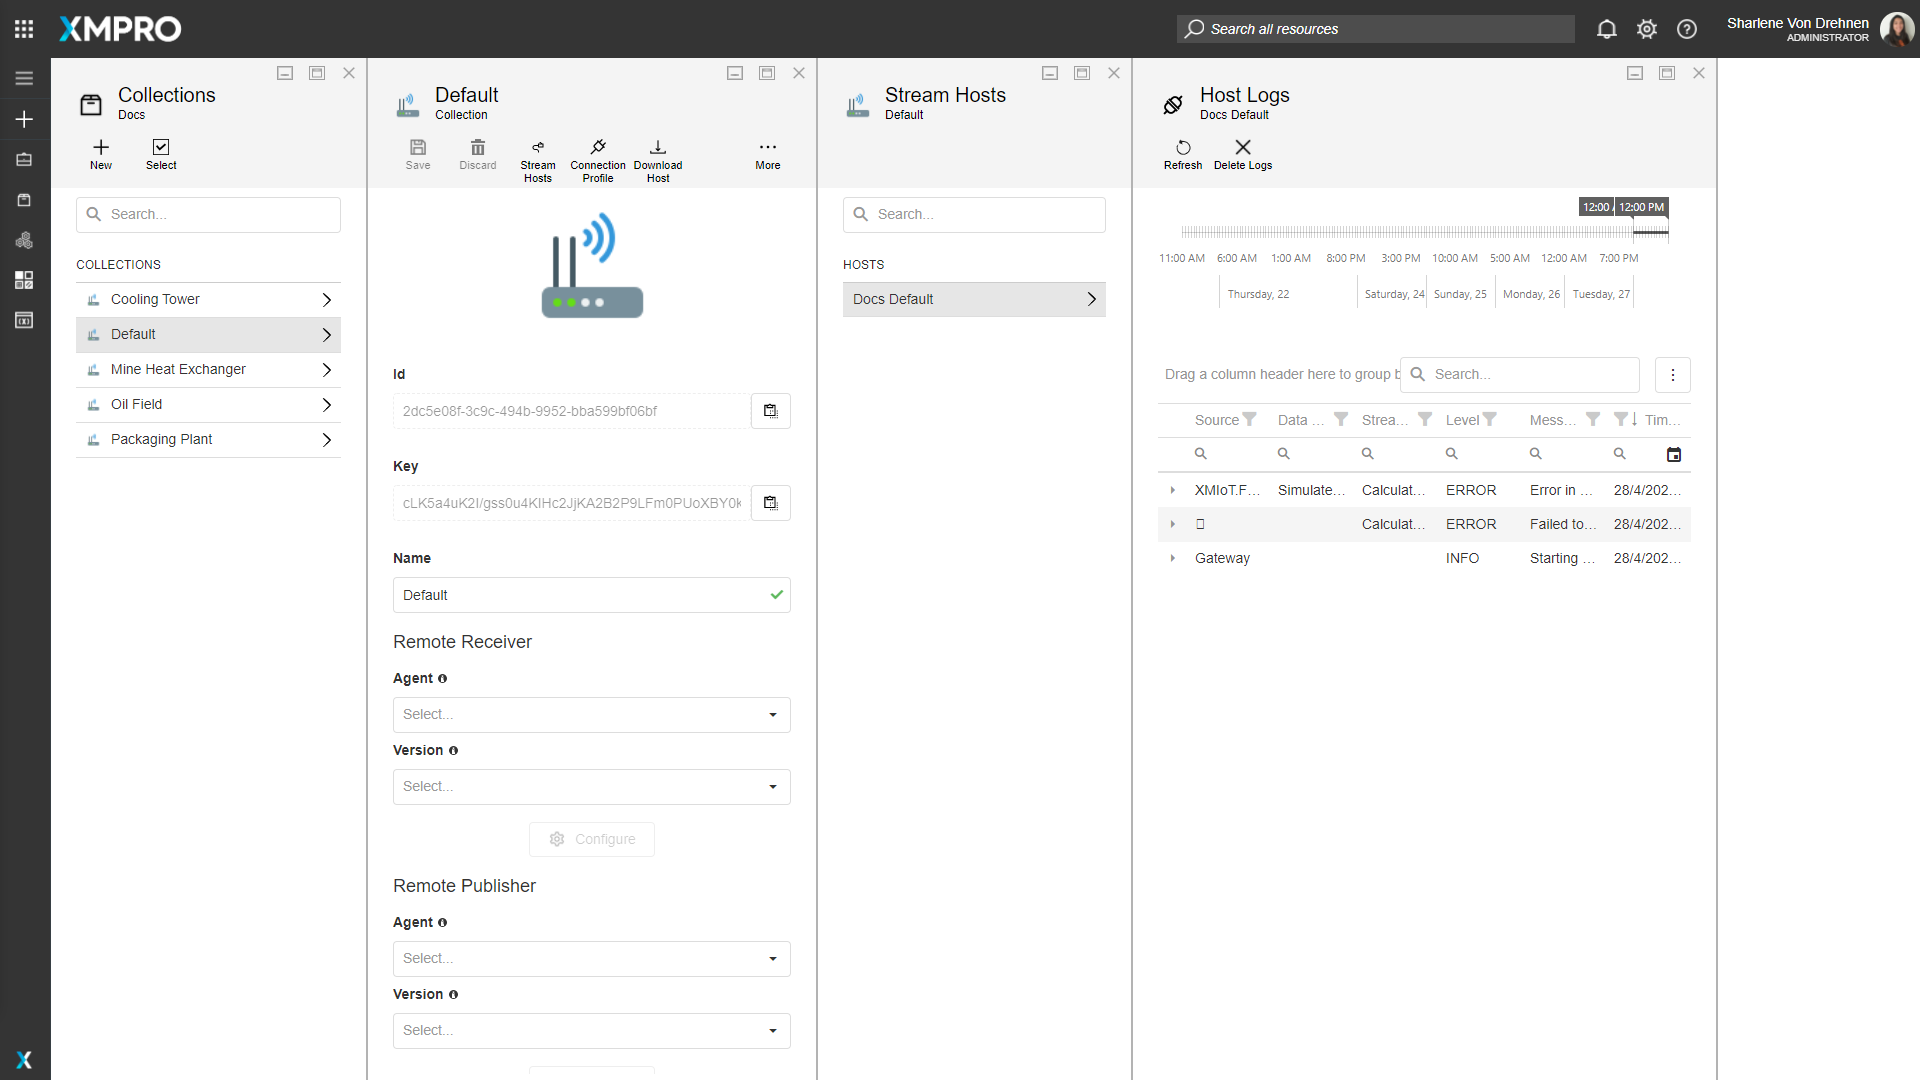 XMPRO
Search all resources
Sharlene Von Drehnen
ADMINISTRATOR
Collections
Docs
New
Select
Search...
COLLECTIONS
Cooling Tower
Default
Mine Heat Exchanger
Oil Field
Packaging Plant
Default
Collection
Save
Discard
Stream Hosts
Connection Profile
Download Host
More
Id
2dc5e08f-3c9c-494b-9952-bba599bf06bf
Key
cLK5a4uK2I/gss0u4KIHc2JjKA2B2P9LFm0PUoXBY0k
Name
Default
Remote Receiver
Agent
Select...
Version
Select...
Configure
Remote Publisher
Agent
Select...
Version
Select...
Stream Hosts
Default
Search...
HOSTS
Docs Default
Host Logs
Docs Default
Refresh
Delete Logs
12:00 12:00 PM
11:00 AM 6:00 AM 1:00 AM 8:00 PM 3:00 PM 10:00 AM 5:00 AM 12:00 AM 7:00 PM
Thursday, 22 Saturday, 24 Sunday, 25 Monday, 26 Tuesday, 27
Drag a column header here to group
Search...
Source Data ... Strea... Level Mess... Tim...
XMIoT.F... Simulate... Calculat... ERROR Error in ... 28/4/202...
Calculat... ERROR Failed to... 28/4/202...
Gateway INFO Starting ... 28/4/202...